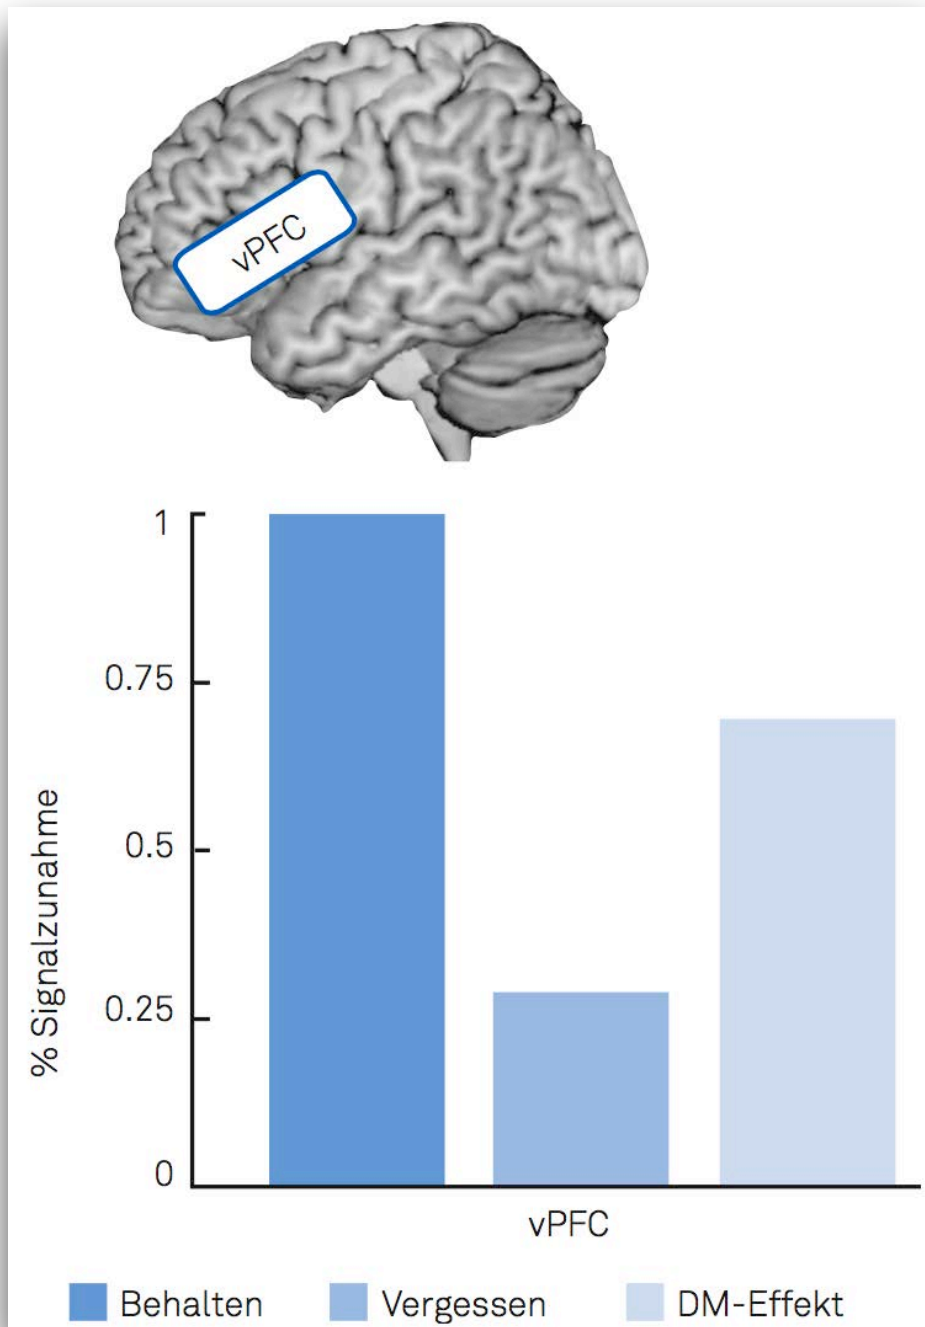 vPFC
1
0.75
0.5
0.25
0
% Signalzunahme
vPFC
Behalten Vergessen DM-Effekt